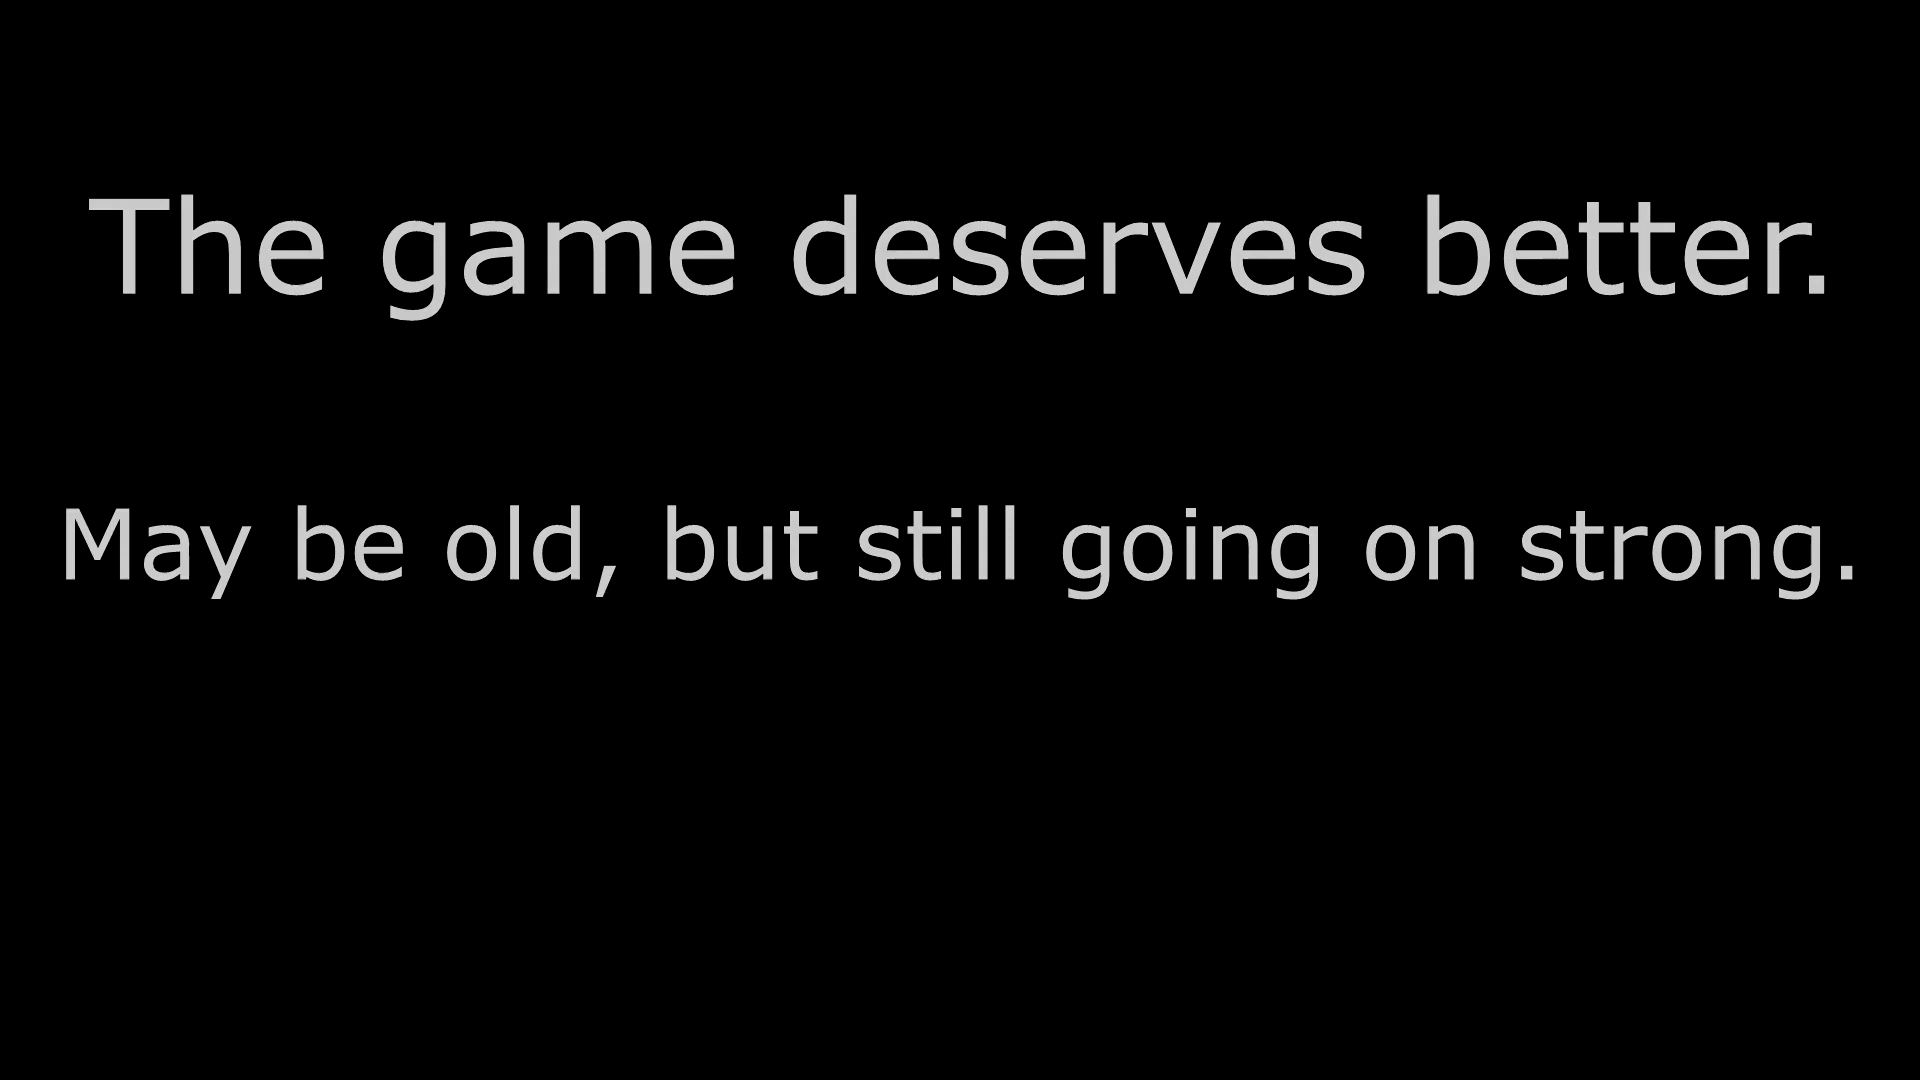 The game deserves better.
May be old, but still going on strong.